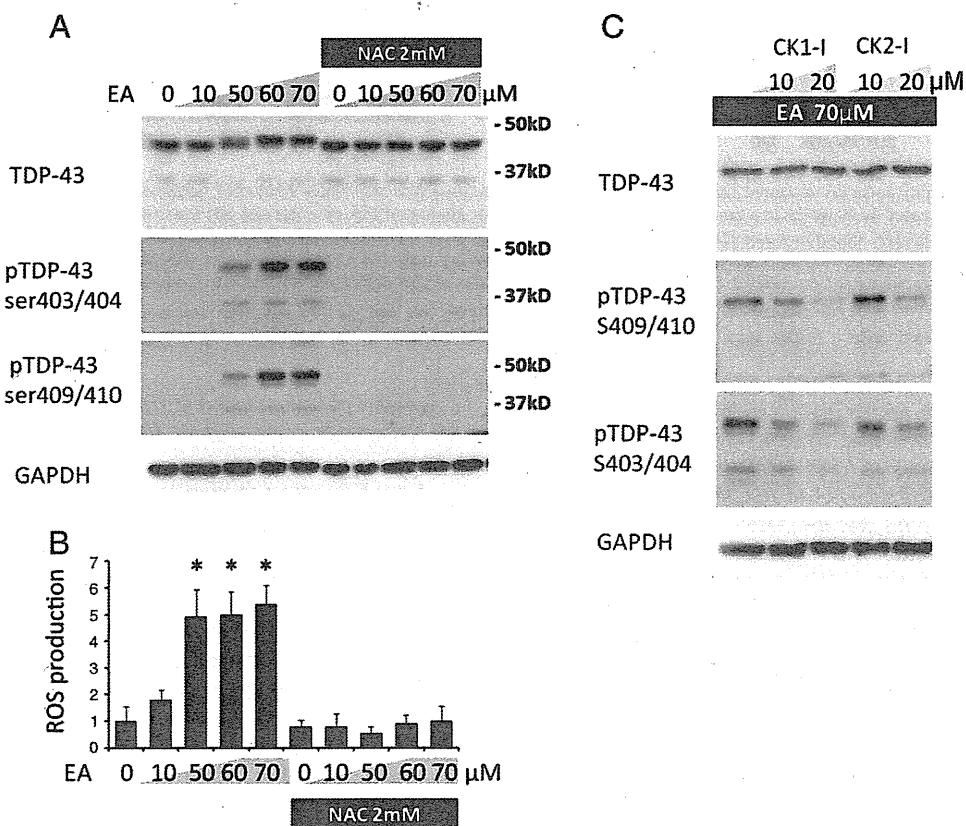 A
NAC 2mM
EA 0 10 50 60 70 0 10 50 60 70 μM
TDP-43
- 50kD
- 37kD
pTDP-43
ser403/404
- 50kD
- 37kD
pTDP-43
ser409/410
- 50kD
- 37kD
GAPDH
B
ROS production
7
6
5
4
3
2
1
0
* * *
EA 0 10 50 60 70 0 10 50 60 70 μM
NAC 2mM
C
CK1-I CK2-I
10 20 10 20 μM
EA 70μM
TDP-43
pTDP-43
S409/410
pTDP-43
S403/404
GAPDH